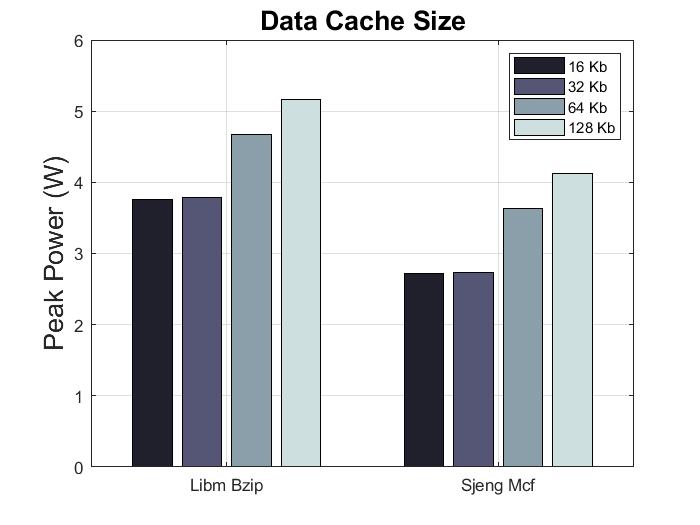 Data Cache Size
6
5
4
3
2
1
0
Peak Power (W)
16 Kb
32 Kb
64 Kb
128 Kb
Libm Bzip
Sjeng Mcf